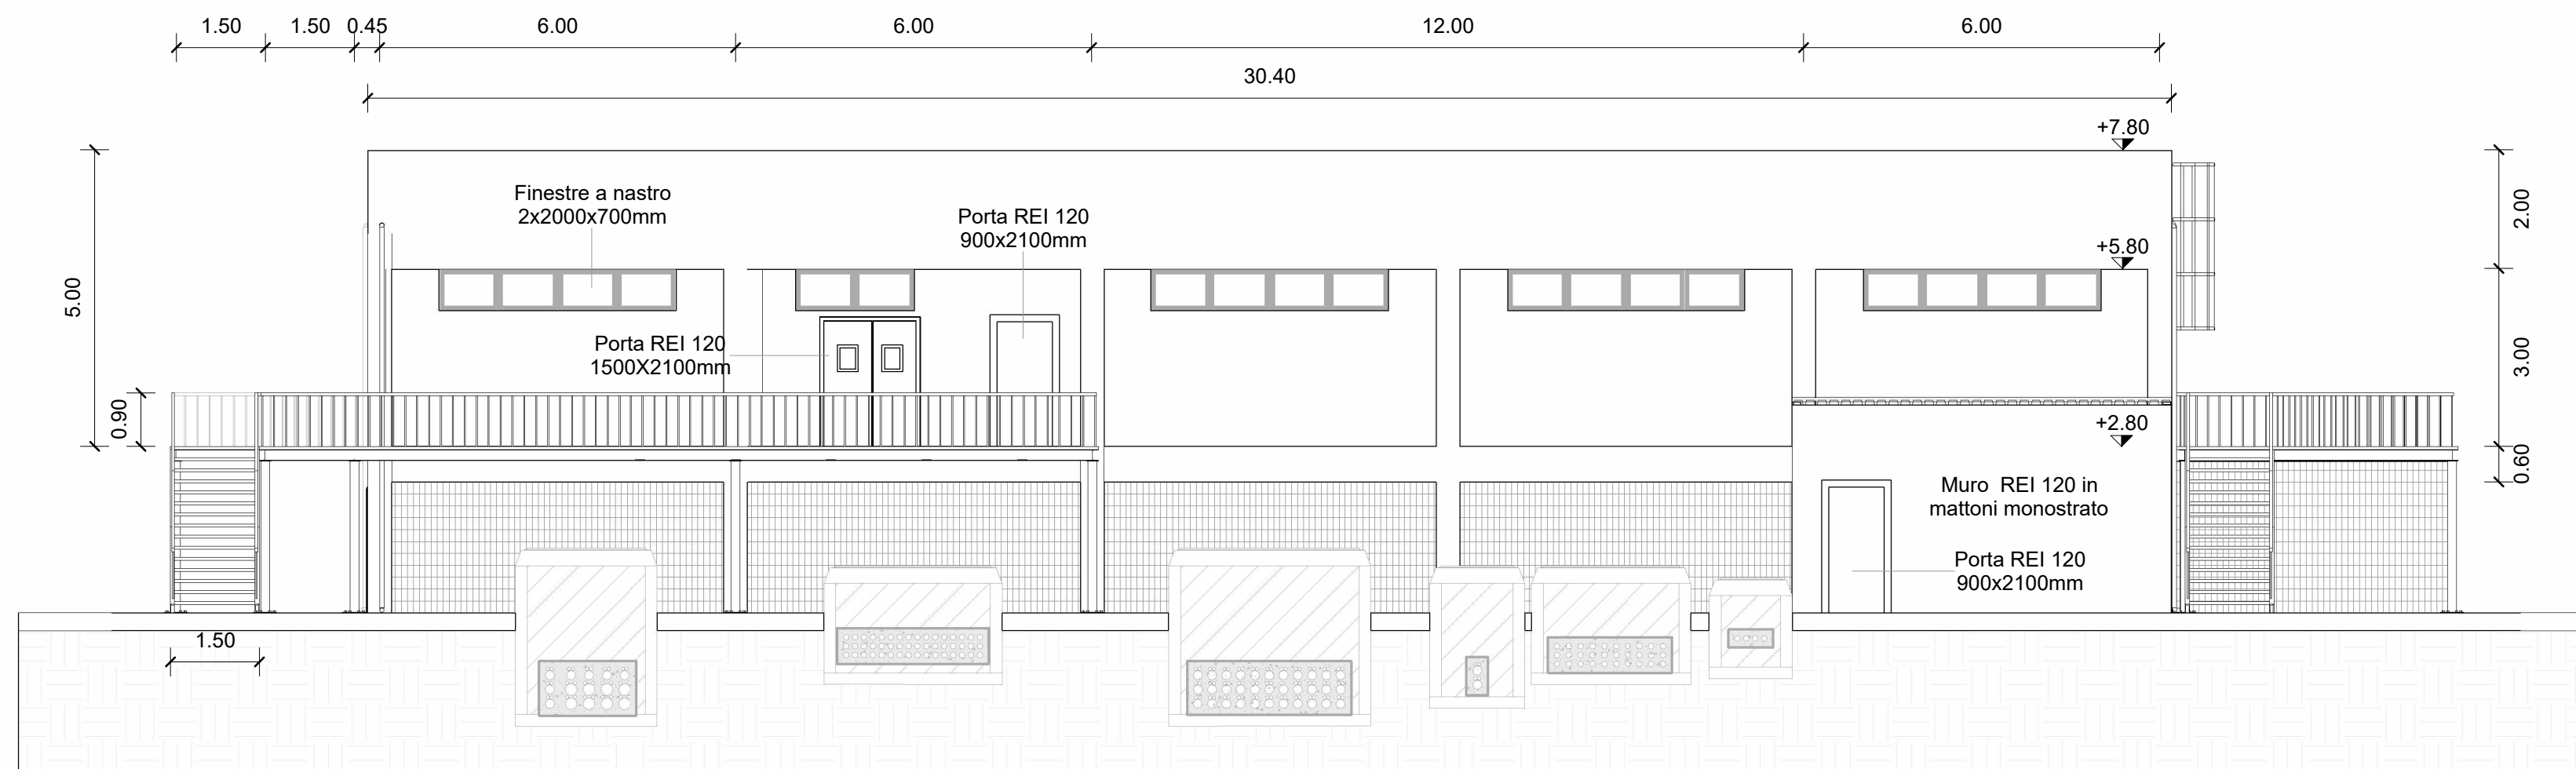 1.50 1.50 0.45 6.00 6.00 12.00 6.00
30.40
+7.80
Finestre a nastro
2x2000x700mm
Porta REI 120
900x2100mm
2.00
+5.80
5.00
Porta REI 120
1500X2100mm
3.00
0.90
+2.80
0.60
Muro REI 120 in
mattoni monostrato
Porta REI 120
900x2100mm
1.50